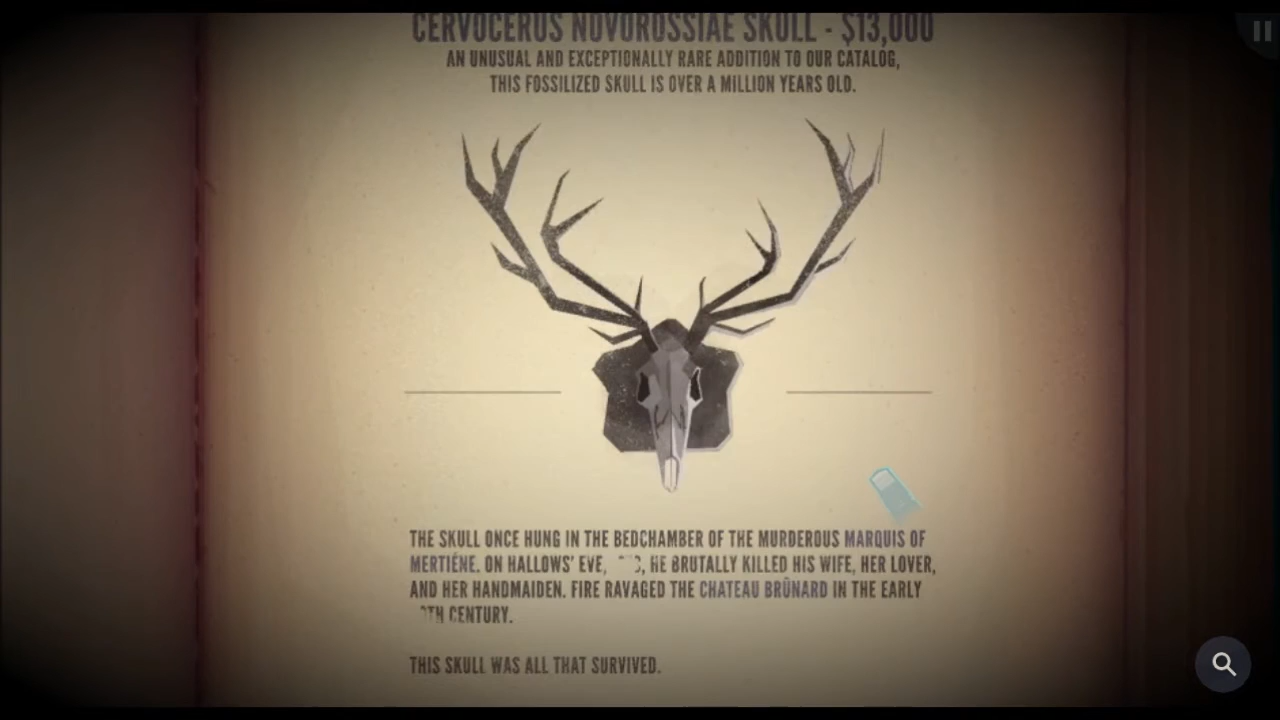 CERVOCERUS NOVOROSSIAE SKULL - $13,000
AN UNUSUAL AND EXCEPTIONALLY RARE ADDITION TO OUR CATALOG,
THIS FOSSILIZED SKULL IS OVER A MILLION YEARS OLD.
THE SKULL ONCE HUNG IN THE BEDCHAMBER OF THE MURDEROUS MARQUIS OF
MERTIÉNE. ON HALLOWS' EVE, HE BRUTALLY KILLED HIS WIFE, HER LOVER,
AND HER HANDMAIDEN. FIRE RAVAGED THE CHATEAU BRÛNARD IN THE EARLY
CENTURY.
THIS SKULL WAS ALL THAT SURVIVED.